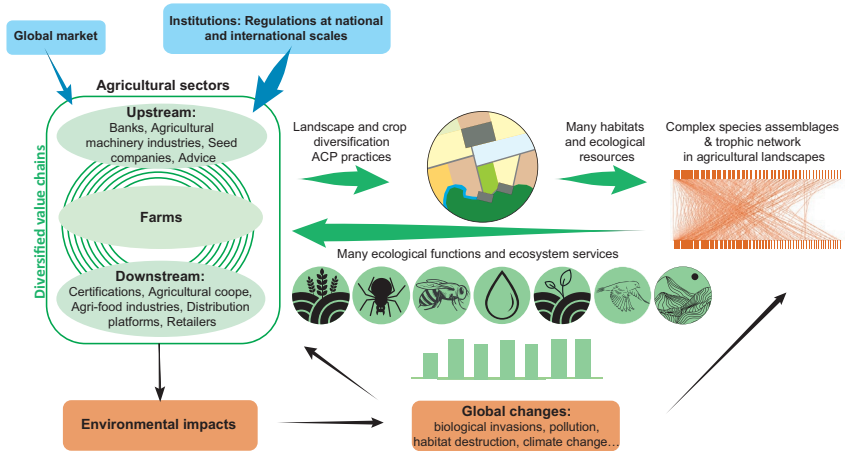 Institutions: Regulations at national
and international scales
Global market
Agricultural sectors
Upstream:
Banks, Agricultural
machinery industries, Seed
companies, Advice
Diversified value chains
Farms
Downstream:
Certifications, Agricultural coope,
Agri-food industries, Distribution
platforms, Retailers
Landscape and crop
diversification
ACP practices
Many habitats
and ecological
resources
Complex species assemblages
& trophic network
in agricultural landscapes
Many ecological functions and ecosystem services
Environmental impacts
Global changes:
biological invasions, pollution,
habitat destruction, climate change...